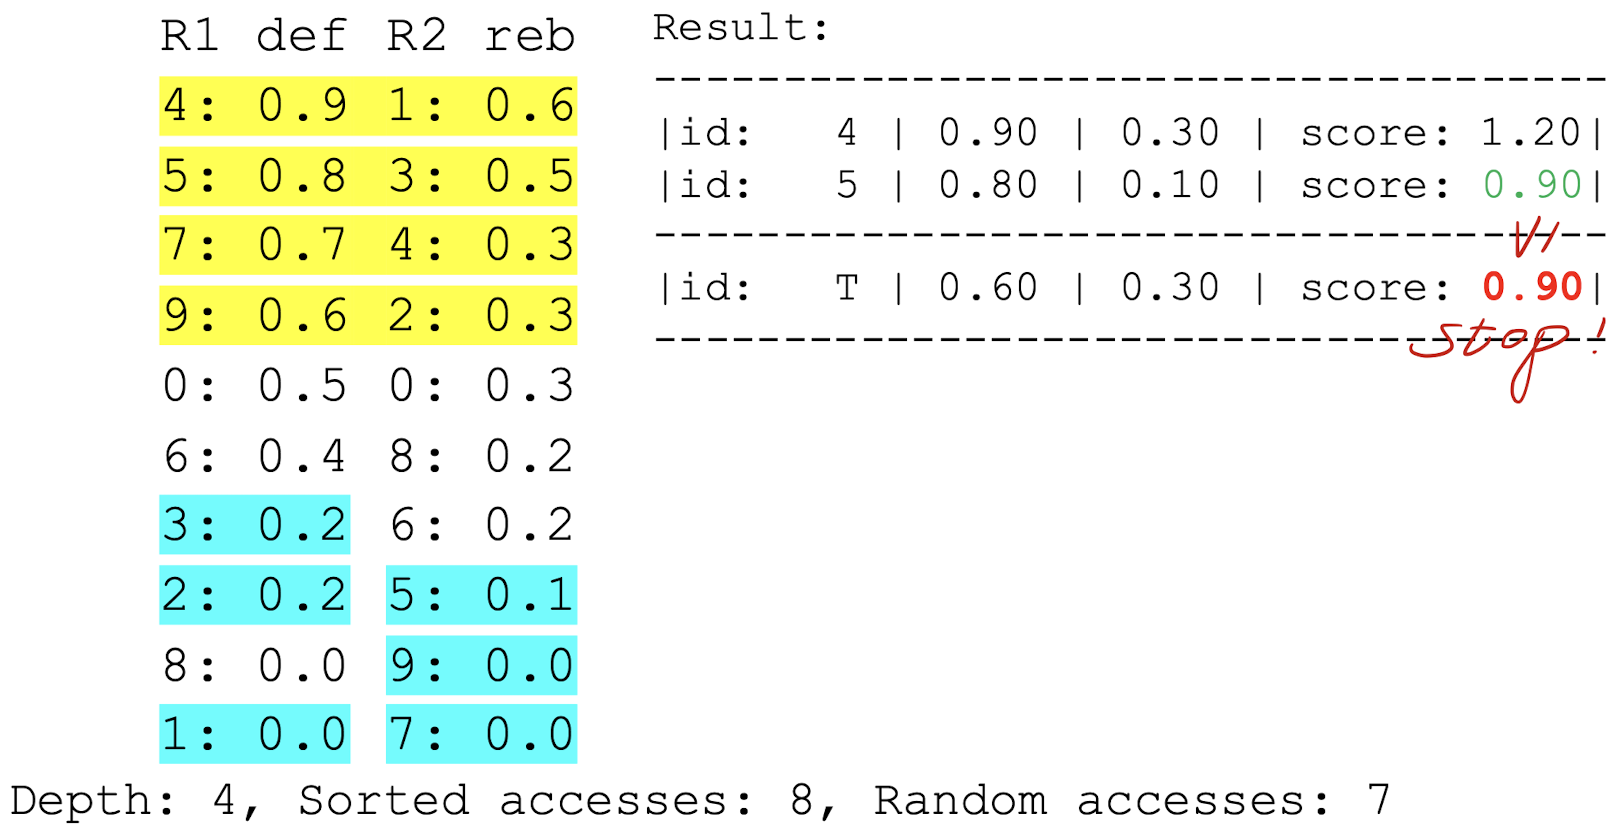 R1 def R2 reb
4: 0.9 1: 0.6
5: 0.8 3: 0.5
7: 0.7 4: 0.3
9: 0.6 2: 0.3
0: 0.5 0: 0.3
6: 0.4 8: 0.2
3: 0.2 6: 0.2
2: 0.2 5: 0.1
8: 0.0 9: 0.0
1: 0.0 7: 0.0
Result:
-------------------------------------
|id: 4 | 0.90 | 0.30 | score: 1.20|
|id: 5 | 0.80 | 0.10 | score: 0.90|
-------------------------------------
V/
|id: T | 0.60 | 0.30 | score: 0.90|
-------------------------------------
Stop!
Depth: 4, Sorted accesses: 8, Random accesses: 7